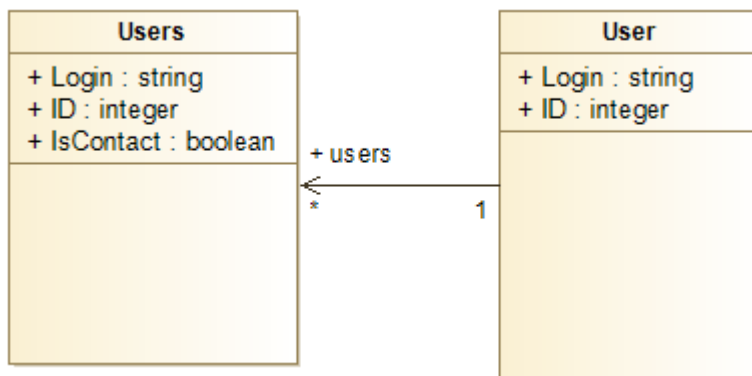 Users
+ Login : string
+ ID : integer
+ IsContact : boolean
+ users
*
1
User
+ Login : string
+ ID : integer